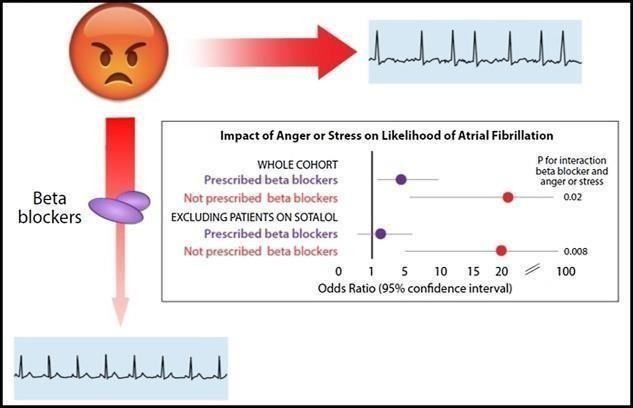 Impact of Anger or Stress on Likelihood of Atrial Fibrillation
WHOLE COHORT
P for interaction
beta blocker and
anger or stress
Prescribed beta blockers
Not prescribed beta blockers
0.02
EXCLUDING PATIENTS ON SOTALOL
Prescribed beta blockers
Not prescribed beta blockers
0.008
0 1 5 10 15 20 100
Odds Ratio (95% confidence interval)
Beta
blockers